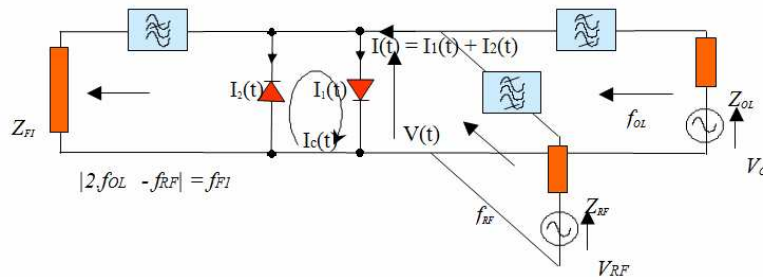 I(t) = I1(t) + I2(t)
I2(t)
I1(t)
ZFI
ZOL
fOL
Ic(t)
V(t)
|2.fOL - fRF| = fFI
fRF
ZRF
VRF